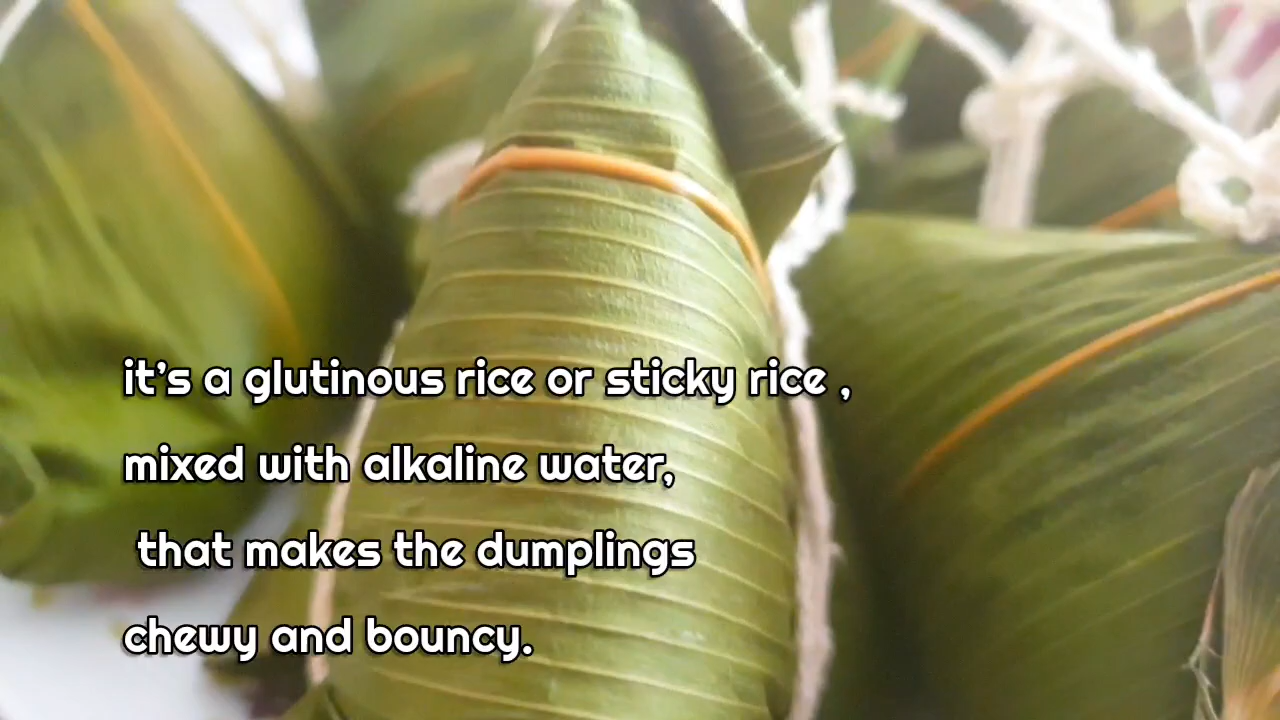 it's a glutinous rice or sticky rice ,
mixed with alkaline water,
that makes the dumplings
chewy and bouncy.